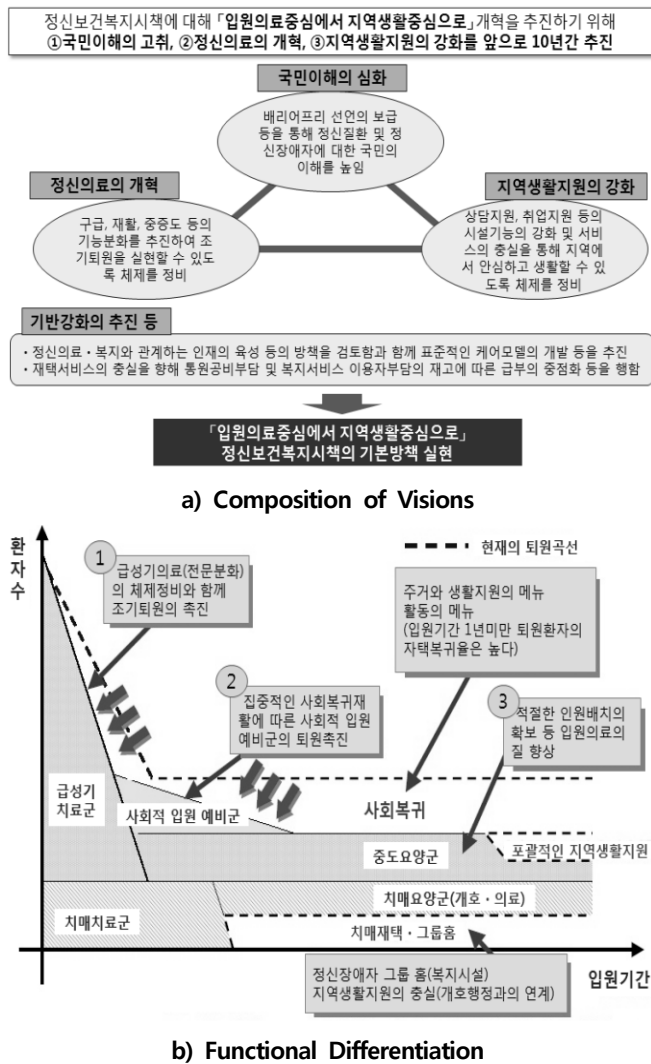 정신보건복지시책에 대해 「입원의료중심에서 지역생활중심으로」개혁을 추진하기 위해
①국민이해의 고취, ②정신의료의 개혁, ③지역생활지원의 강화를 앞으로 10년간 추진
국민이해의 심화
배리어프리 선언의 보급
등을 통해 정신질환 및 정
신장애자에 대한 국민의
이해를 높임
정신의료의 개혁
구급, 재활, 중증도 등의
기능분화를 추진하여 조
기퇴원을 실현할 수 있도
록 체제를 정비
지역생활지원의 강화
상담지원, 취업지원 등의
시설기능의 강화 및 서비
스의 충실을 통해 지역에
서 안심하고 생활할 수 있
도록 체제를 정비
기반강화의 추진 등
・정신의료・복지와 관계하는 인재의 육성 등의 방책을 검토함과 함께 표준적인 케어모델의 개발 등을 추진
・재택서비스의 충실을 향해 통원공비부담 및 복지서비스 이용자부담의 재고에 따른 급부의 중점화 등을 행함
「입원의료중심에서 지역생활중심으로」
정신보건복지시책의 기본방책 실현
a) Composition of Visions
환자수
현재의 퇴원곡선
1
급성기의료(전문분화)
의 체제정비와 함께
조기퇴원의 촉진
주거와 생활지원의 메뉴
활동의 메뉴
(입원기간 1년미만 퇴원환자의
자택복귀율은 높다)
2
집중적인 사회복귀재
활에 따른 사회적 입원
예비군의 퇴원촉진
3
적절한 인원배치의
확보 등 입원의료의
질 향상
급성기
치료군
사회적 입원 예비군
사회복귀
중도요양군
포괄적인 지역생활지원
치매치료군
치매요양군(개호・의료)
치매재택・그룹홈
정신장애자 그룹 홈(복지시설)
지역생활지원의 충실(개호행정과의 연계)
입원기간
b) Functional Differentiation